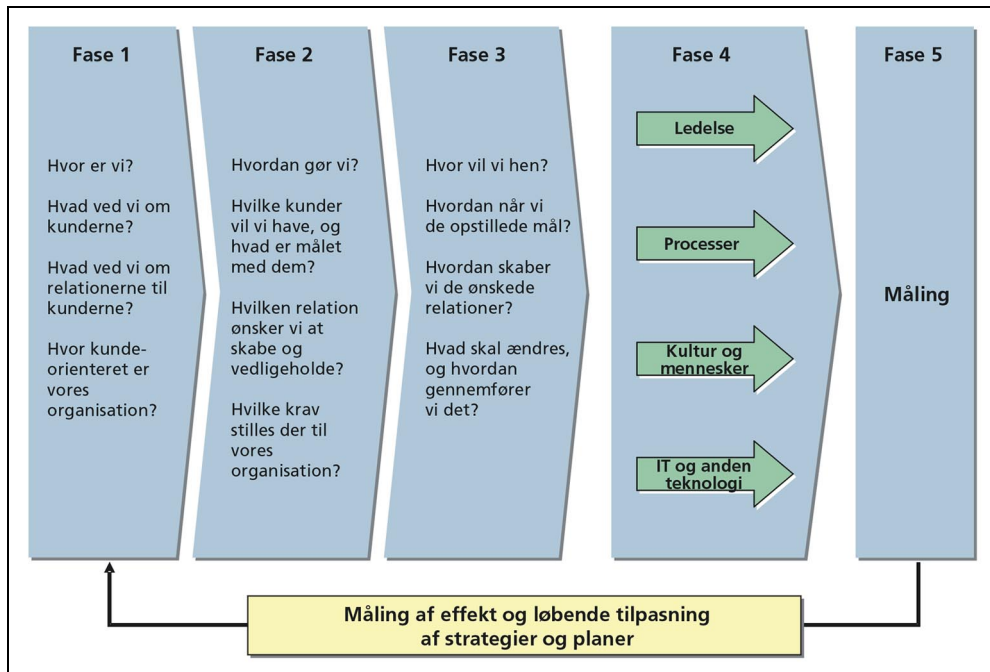 Fase 1
Hvor er vi?
Hvad ved vi om
kunderne?
Hvad ved vi om
relationerne til
kunderne?
Hvor kunde-
orienteret er
vores
organisation?
Fase 2
Hvordan gør vi?
Hvilke kunder
vil vi have, og
hvad er målet
med dem?
Hvilken relation
ønsker vi at
skabe og
vedligeholde?
Hvilke krav
stilles der til
vores
organisation?
Fase 3
Hvor vil vi hen?
Hvordan når vi
de opstillede mål?
Hvordan skaber
vi de ønskede
relationer?
Hvad skal ændres,
og hvordan
gennemfører
vi det?
Fase 4
Ledelse
Processer
Kultur og
mennesker
IT og anden
teknologi
Fase 5
Måling
Måling af effekt og løbende tilpasning
af strategier og planer